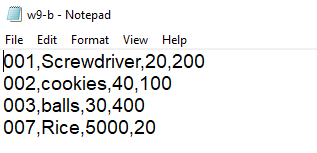 w9-b - Notepad
File Edit Format View Help
001,Screwdriver,20,200
002,cookies,40,100
003,balls,30,400
007,Rice,5000,20